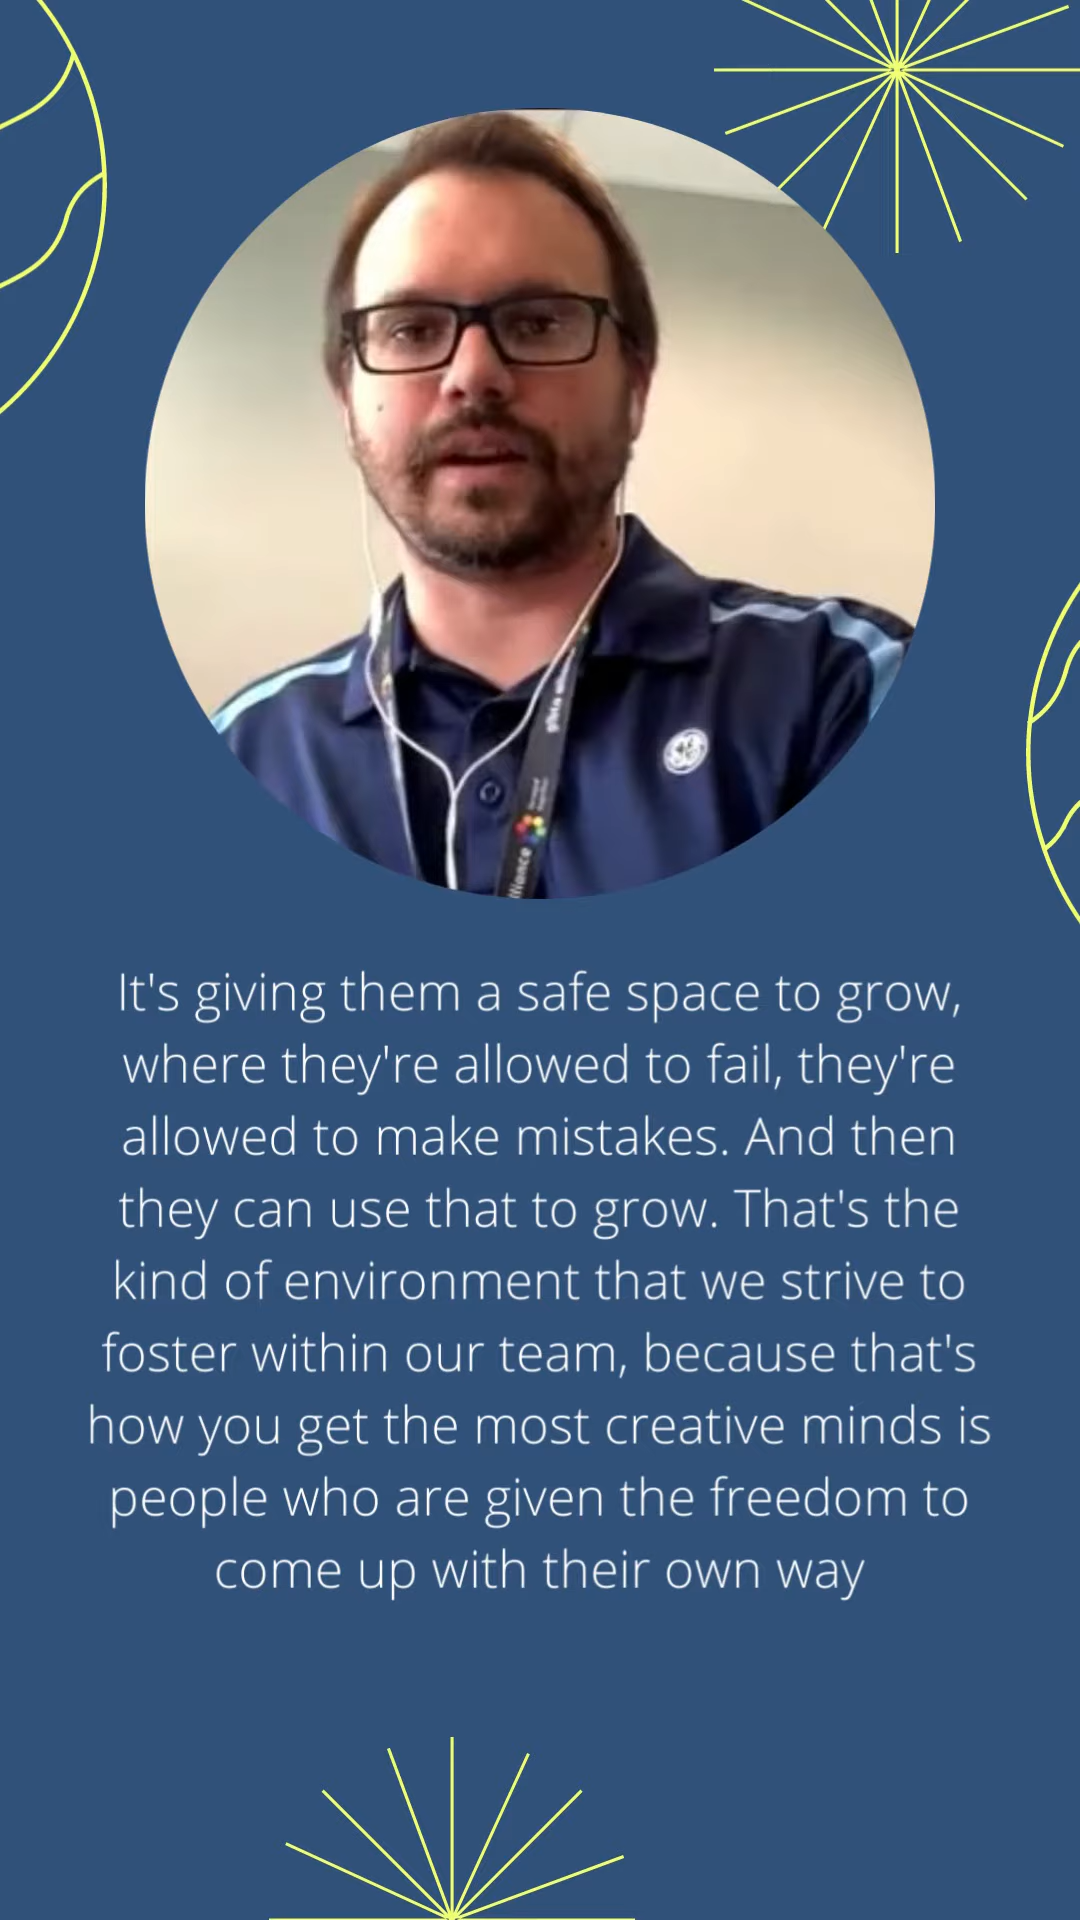 glbta
alliance
It's giving them a safe space to grow,
where they're allowed to fail, they're
allowed to make mistakes. And then
they can use that to grow. That's the
kind of environment that we strive to
foster within our team, because that's
how you get the most creative minds is
people who are given the freedom to
come up with their own way